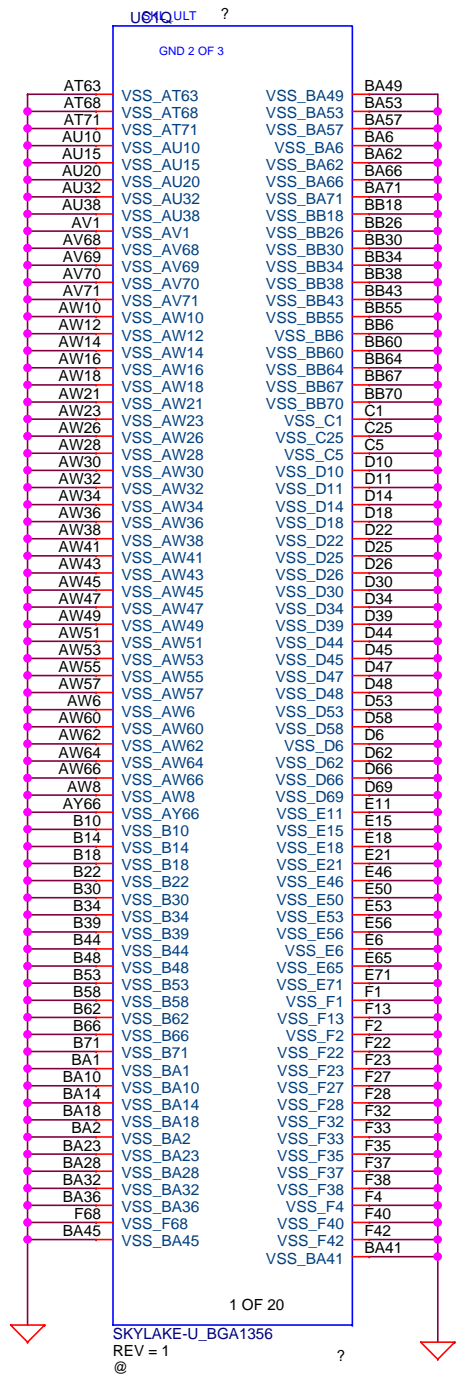 UC1Q
SKL_ULT
?
GND 2 OF 3
AT63 VSS_AT63 VSS_BA49 BA49
AT68 VSS_AT68 VSS_BA53 BA53
AT71 VSS_AT71 VSS_BA57 BA57
AU10 VSS_AU10 VSS_BA6 BA6
AU15 VSS_AU15 VSS_BA62 BA62
AU20 VSS_AU20 VSS_BA66 BA66
AU32 VSS_AU32 VSS_BA71 BA71
AU38 VSS_AU38 VSS_BB18 BB18
AV1 VSS_AV1 VSS_BB26 BB26
AV68 VSS_AV68 VSS_BB30 BB30
AV69 VSS_AV69 VSS_BB34 BB34
AV70 VSS_AV70 VSS_BB38 BB38
AV71 VSS_AV71 VSS_BB43 BB43
AW10 VSS_AW10 VSS_BB55 BB55
AW12 VSS_AW12 VSS_BB6 BB6
AW14 VSS_AW14 VSS_BB60 BB60
AW16 VSS_AW16 VSS_BB64 BB64
AW18 VSS_AW18 VSS_BB67 BB67
AW21 VSS_AW21 VSS_BB70 BB70
AW23 VSS_AW23 VSS_C1 C1
AW26 VSS_AW26 VSS_C25 C25
AW28 VSS_AW28 VSS_C5 C5
AW30 VSS_AW30 VSS_D10 D10
AW32 VSS_AW32 VSS_D11 D11
AW34 VSS_AW34 VSS_D14 D14
AW36 VSS_AW36 VSS_D18 D18
AW38 VSS_AW38 VSS_D22 D22
AW41 VSS_AW41 VSS_D25 D25
AW43 VSS_AW43 VSS_D26 D26
AW45 VSS_AW45 VSS_D30 D30
AW47 VSS_AW47 VSS_D34 D34
AW49 VSS_AW49 VSS_D39 D39
AW51 VSS_AW51 VSS_D44 D44
AW53 VSS_AW53 VSS_D45 D45
AW55 VSS_AW55 VSS_D47 D47
AW57 VSS_AW57 VSS_D48 D48
AW6 VSS_AW6 VSS_D53 D53
AW60 VSS_AW60 VSS_D58 D58
AW62 VSS_AW62 VSS_D6 D6
AW64 VSS_AW64 VSS_D62 D62
AW66 VSS_AW66 VSS_D66 D66
AW8 VSS_AW8 VSS_D69 D69
AY66 VSS_AY66 VSS_E11 E11
B10 VSS_B10 VSS_E15 E15
B14 VSS_B14 VSS_E18 E18
B18 VSS_B18 VSS_E21 E21
B22 VSS_B22 VSS_E46 E46
B30 VSS_B30 VSS_E50 E50
B34 VSS_B34 VSS_E53 E53
B39 VSS_B39 VSS_E56 E56
B44 VSS_B44 VSS_E6 E6
B48 VSS_B48 VSS_E65 E65
B53 VSS_B53 VSS_E71 E71
B58 VSS_B58 VSS_F1 F1
B62 VSS_B62 VSS_F13 F13
B66 VSS_B66 VSS_F2 F2
B71 VSS_B71 VSS_F22 F22
BA1 VSS_BA1 VSS_F23 F23
BA10 VSS_BA10 VSS_F27 F27
BA14 VSS_BA14 VSS_F28 F28
BA18 VSS_BA18 VSS_F32 F32
BA2 VSS_BA2 VSS_F33 F33
BA23 VSS_BA23 VSS_F35 F35
BA28 VSS_BA28 VSS_F37 F37
BA32 VSS_BA32 VSS_F38 F38
BA36 VSS_BA36 VSS_F4 F4
F68 VSS_F68 VSS_F40 F40
BA45 VSS_BA45 VSS_F42 F42
VSS_BA41 BA41
1 OF 20
SKYLAKE-U_BGA1356
REV = 1
?
@